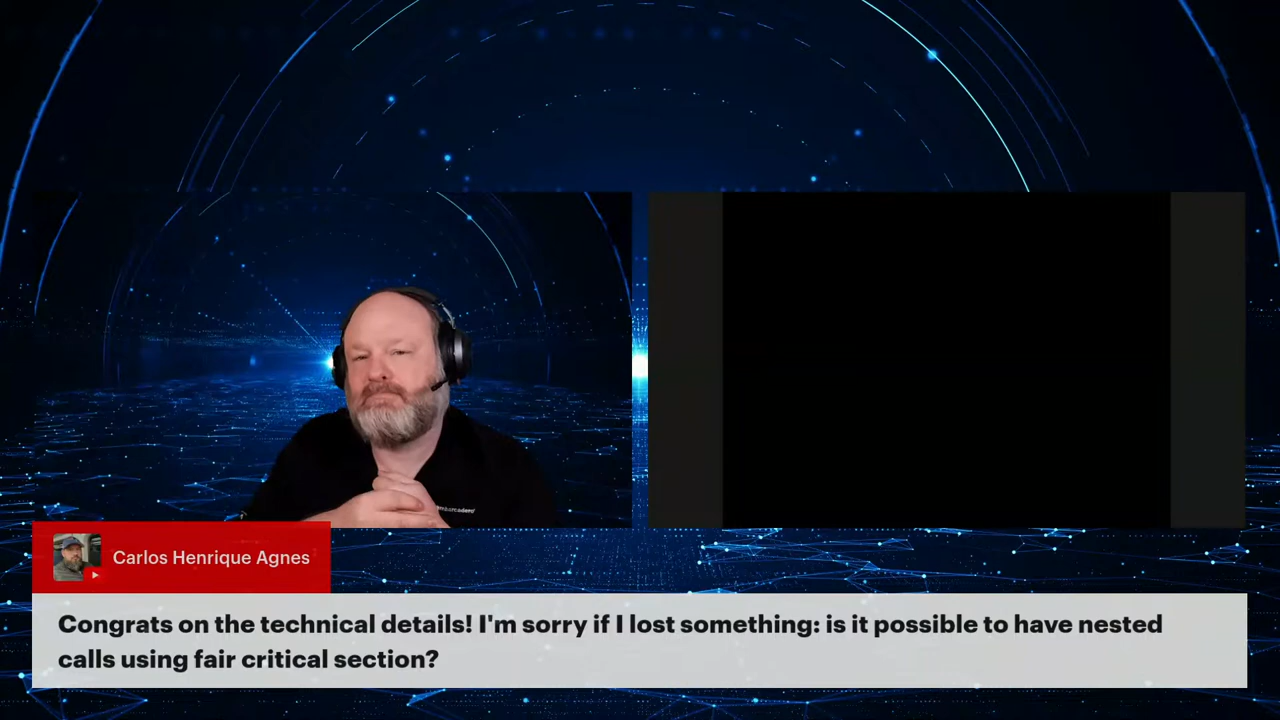 embarcadero
Carlos Henrique Agnes
Congrats on the technical details! I'm sorry if I lost something: is it possible to have nested
calls using fair critical section?